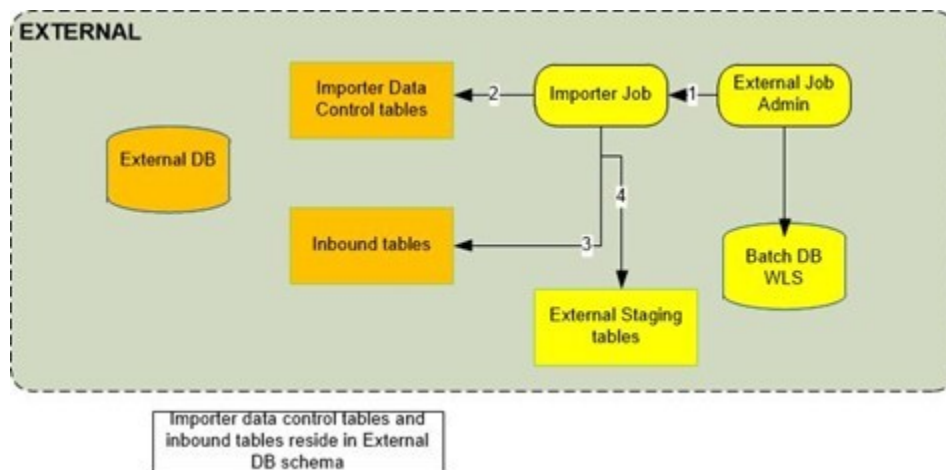 EXTERNAL
Importer Data
Control tables
2
Importer Job
1
External Job
Admin
External DB
Inbound tables
3
4
Batch DB
WLS
External Staging
tables
Importer data control tables and
inbound tables reside in External
DB schema